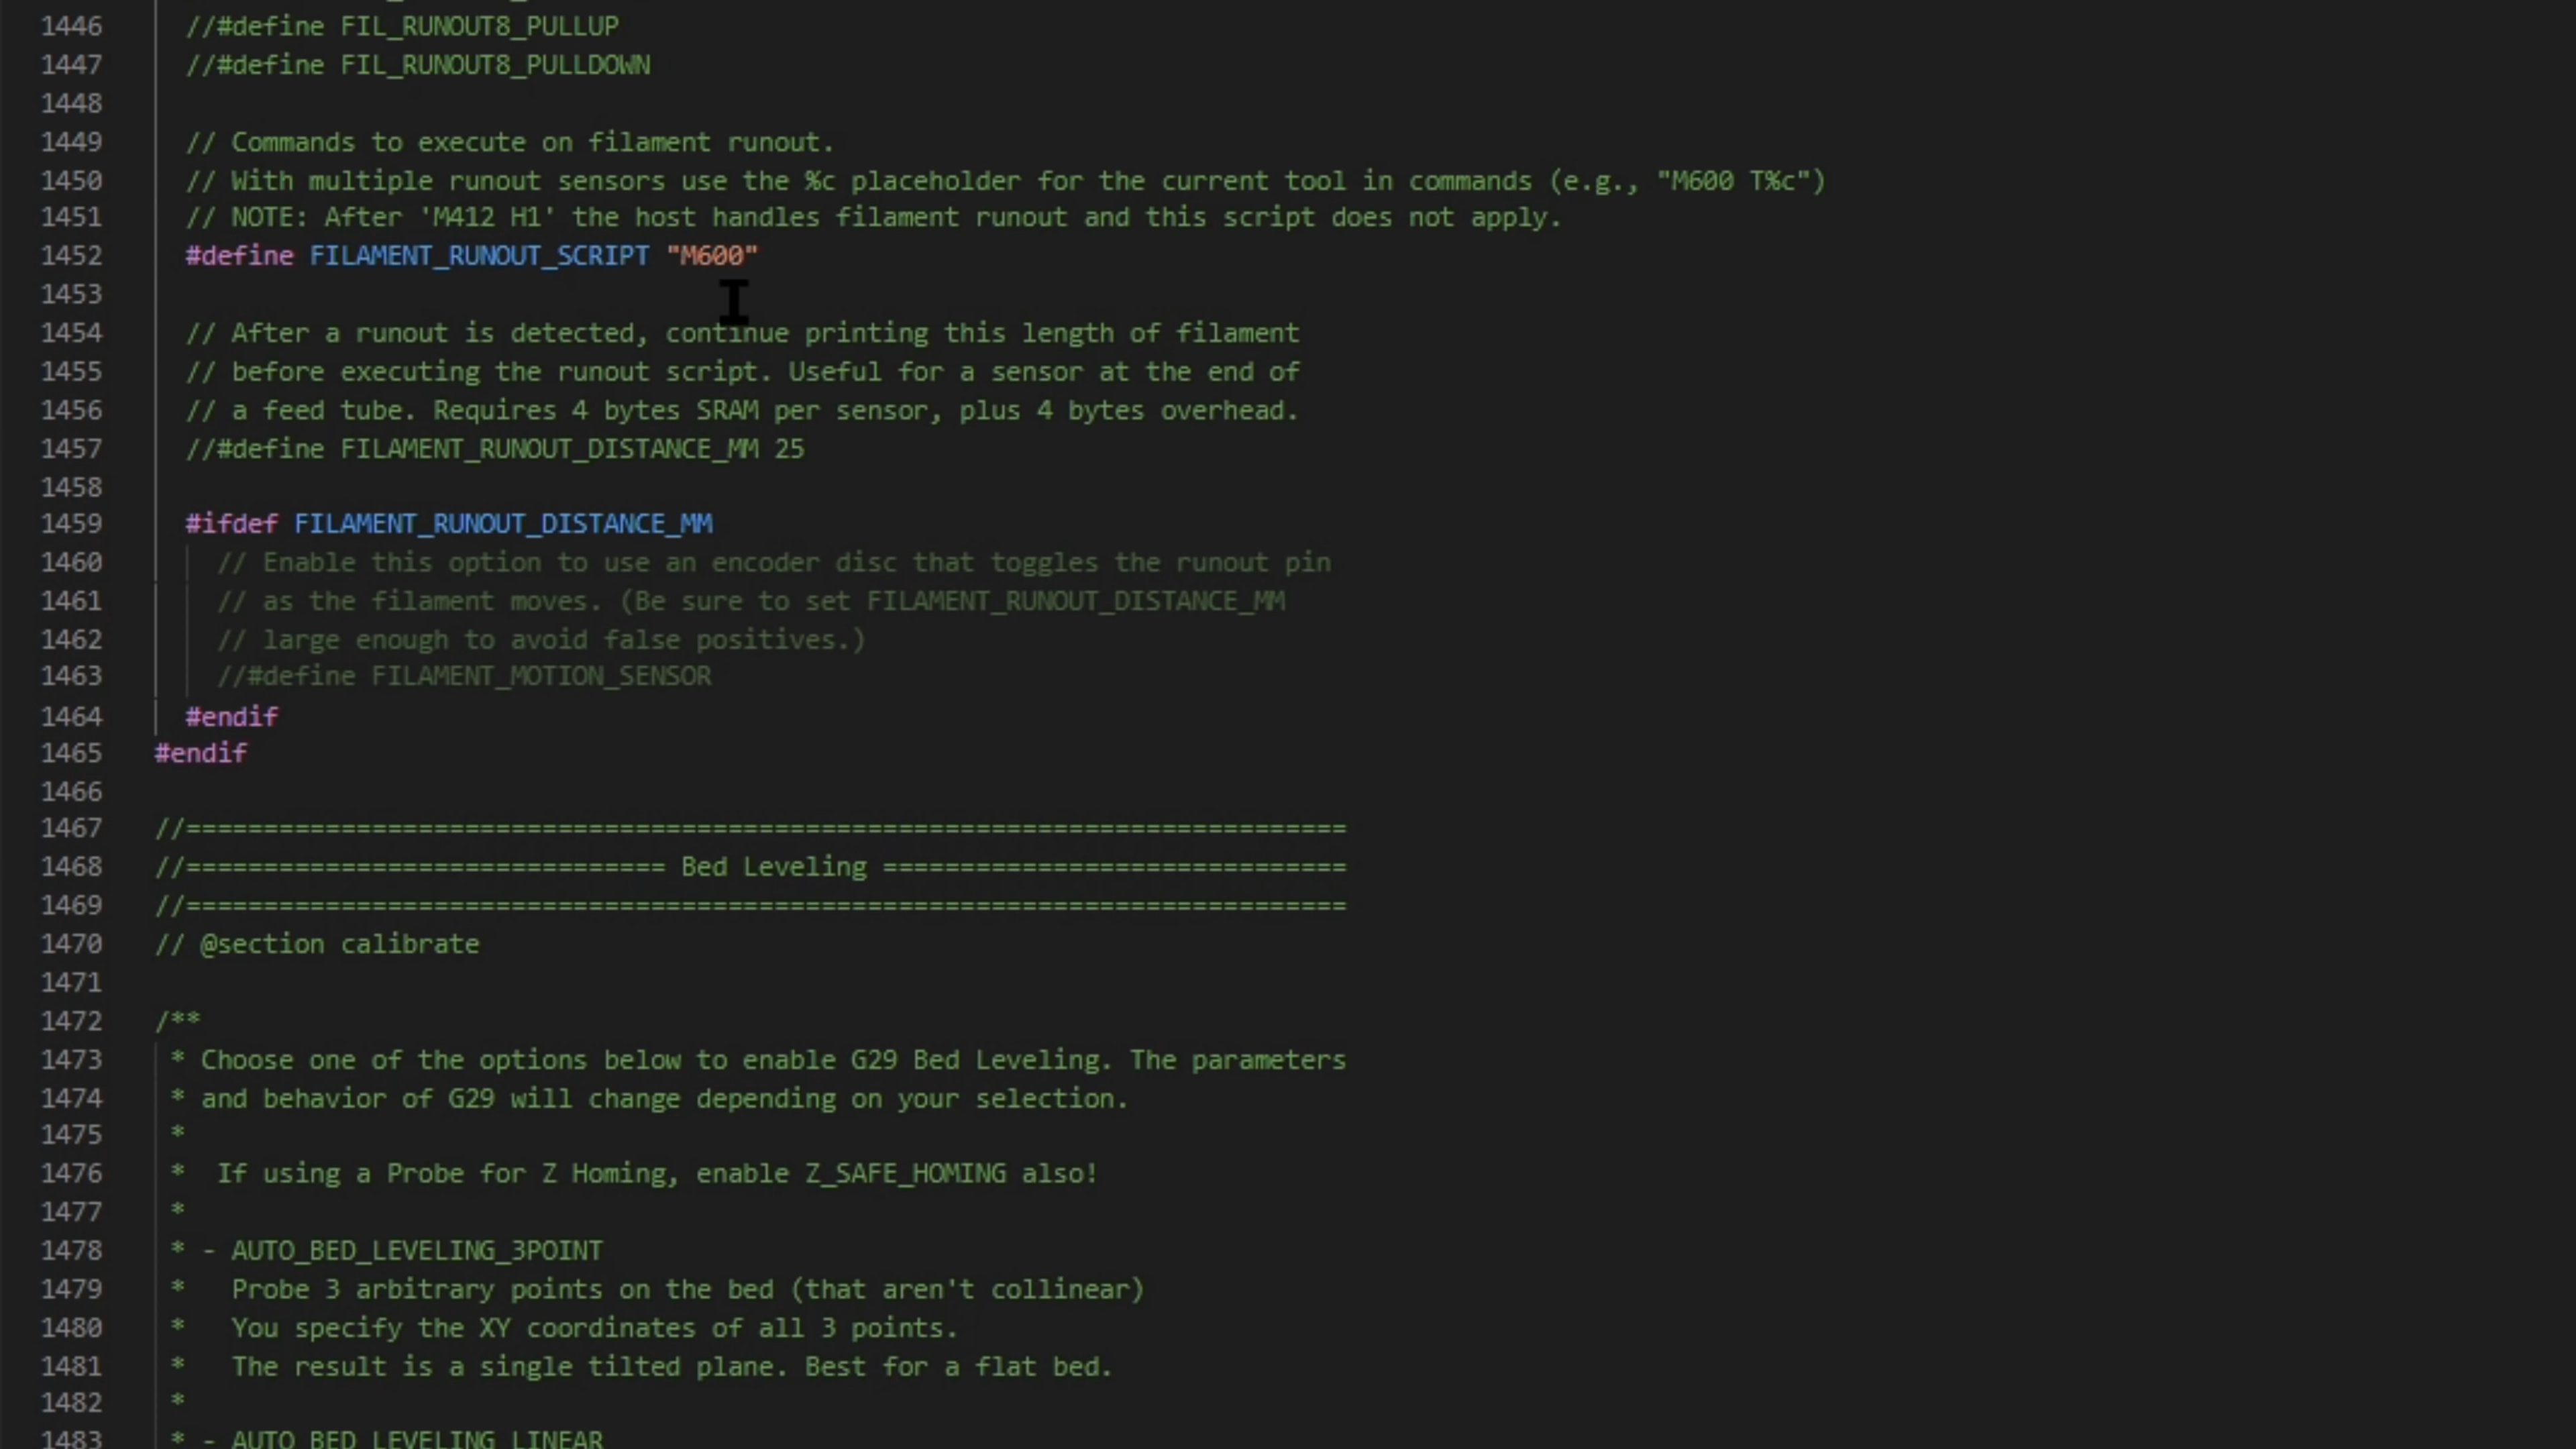 1446 //#define FIL_RUNOUT8_PULLUP
1447 //#define FIL_RUNOUT8_PULLDOWN
1448
1449 // Commands to execute on filament runout.
1450 // With multiple runout sensors use the %c placeholder for the current tool in commands (e.g., "M600 T%c")
1451 // NOTE: After 'M412 H1' the host handles filament runout and this script does not apply.
1452 #define FILAMENT_RUNOUT_SCRIPT "M600"
1453
1454 // After a runout is detected, continue printing this length of filament
1455 // before executing the runout script. Useful for a sensor at the end of
1456 // a feed tube. Requires 4 bytes SRAM per sensor, plus 4 bytes overhead.
1457 //#define FILAMENT_RUNOUT_DISTANCE_MM 25
1458
1459 #ifdef FILAMENT_RUNOUT_DISTANCE_MM
1460 // Enable this option to use an encoder disc that toggles the runout pin
1461 // as the filament moves. (Be sure to set FILAMENT_RUNOUT_DISTANCE_MM
1462 // large enough to avoid false positives.)
1463 //#define FILAMENT_MOTION_SENSOR
1464 #endif
1465 #endif
1466
1467 //===========================================================================
1468 //=============================== Bed Leveling ==============================
1469 //===========================================================================
1470 // @section calibrate
1471
1472 /**
1473 * Choose one of the options below to enable G29 Bed Leveling. The parameters
1474 * and behavior of G29 will change depending on your selection.
1475 *
1476 *  If using a Probe for Z Homing, enable Z_SAFE_HOMING also!
1477 *
1478 * - AUTO_BED_LEVELING_3POINT
1479 *   Probe 3 arbitrary points on the bed (that aren't collinear)
1480 *   You specify the XY coordinates of all 3 points.
1481 *   The result is a single tilted plane. Best for a flat bed.
1482 *
1483 * - AUTO_BED_LEVELING_LINEAR